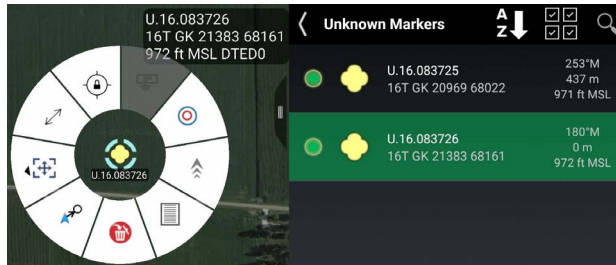 U.16.083726
16T GK 21383 68161
972 ft MSL DTED0
U.16.083726
Unknown Markers
A
Z
U.16.083725
16T GK 20969 68022
253°M
437 m
971 ft MSL
U.16.083726
16T GK 21383 68161
180°M
0 m
972 ft MSL